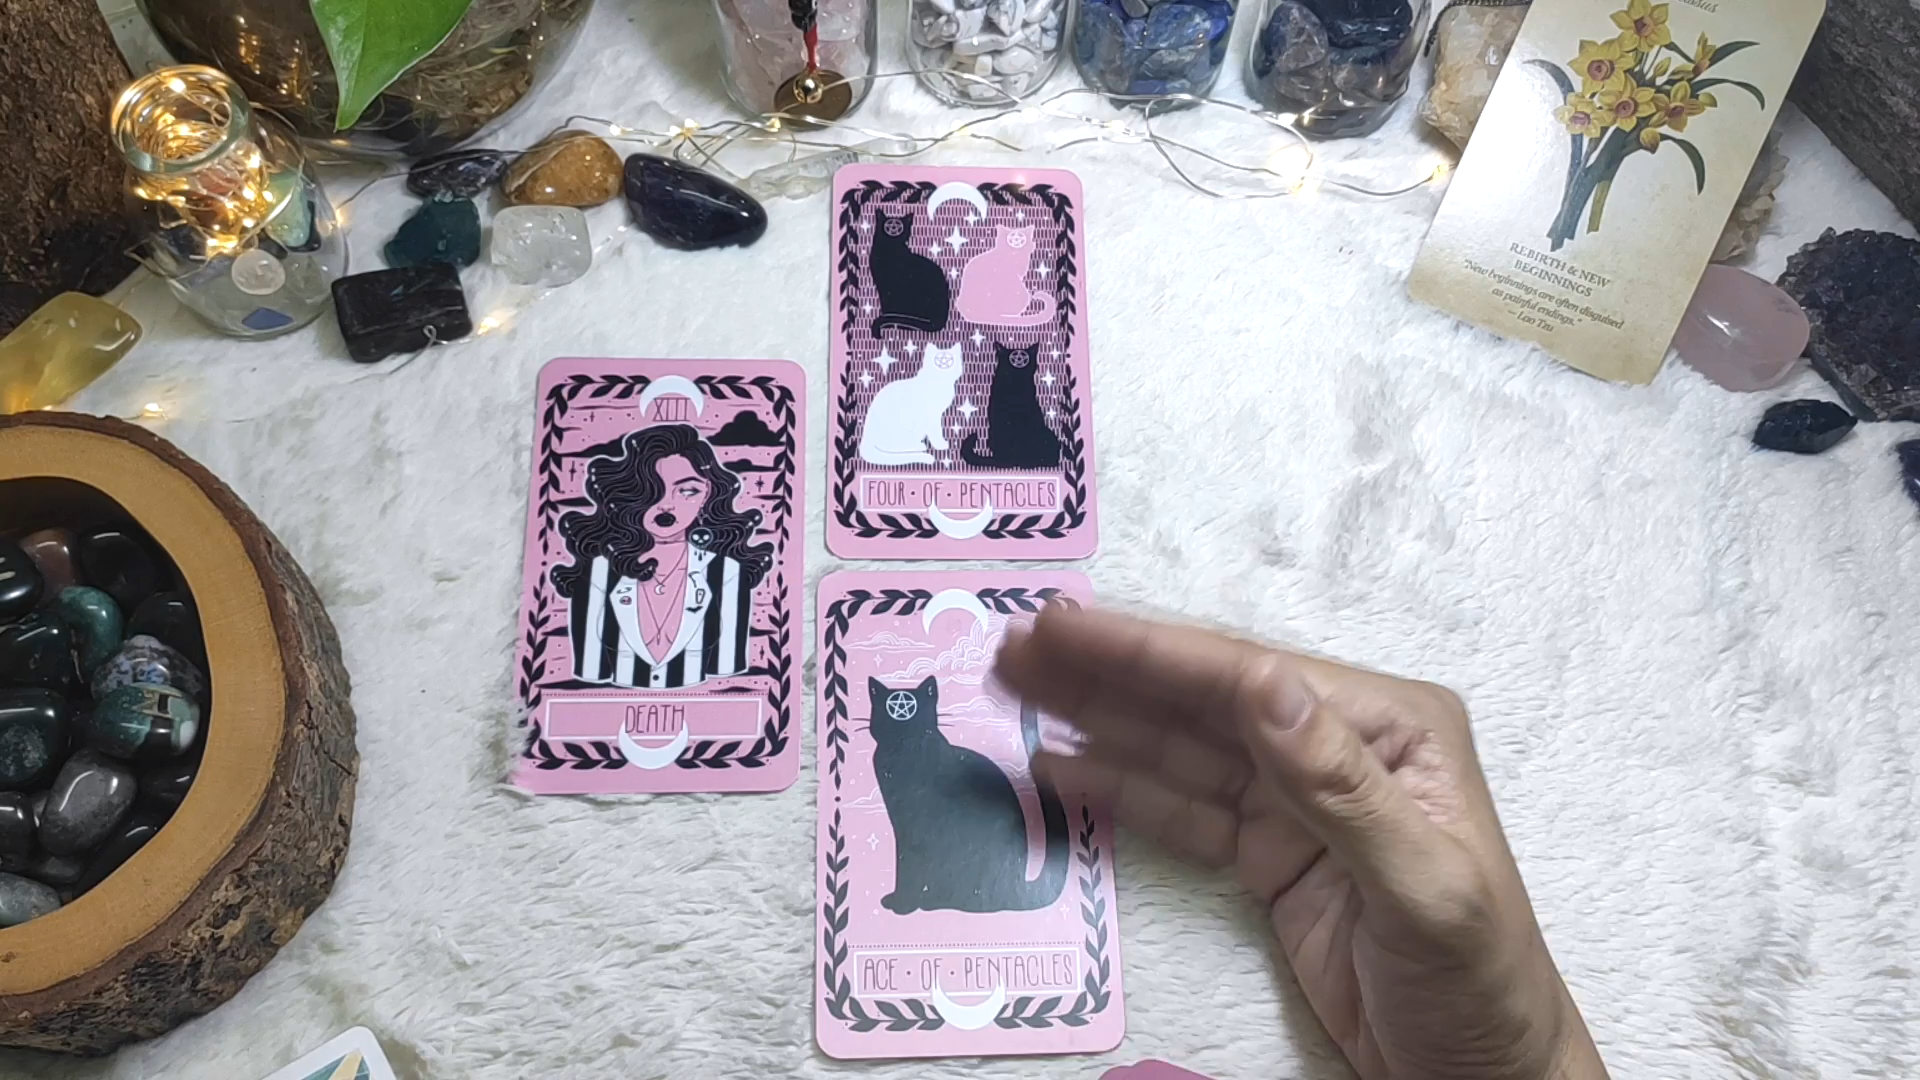 REBIRTH & NEW
BEGINNINGS
"New beginnings are often disguised
as painful endings."
— Lao Tzu
FOUR • OF • PENTACLES
XIII
DEATH
ACE • OF • PENTACLES